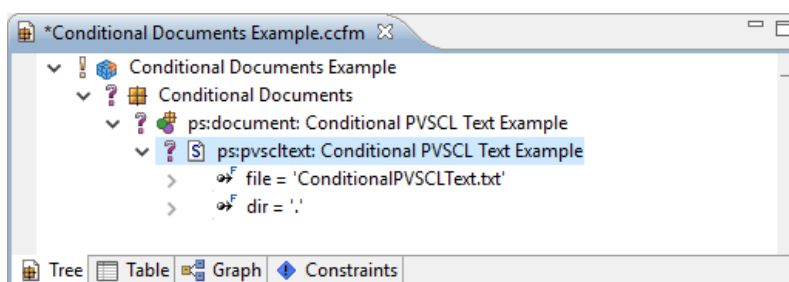 *Conditional Documents Example.ccfm
Conditional Documents Example
Conditional Documents
ps:document: Conditional PVSCL Text Example
ps:pvscltext: Conditional PVSCL Text Example
file = 'ConditionalPVSCLText.txt'
dir = '.'
Tree Table Graph Constraints